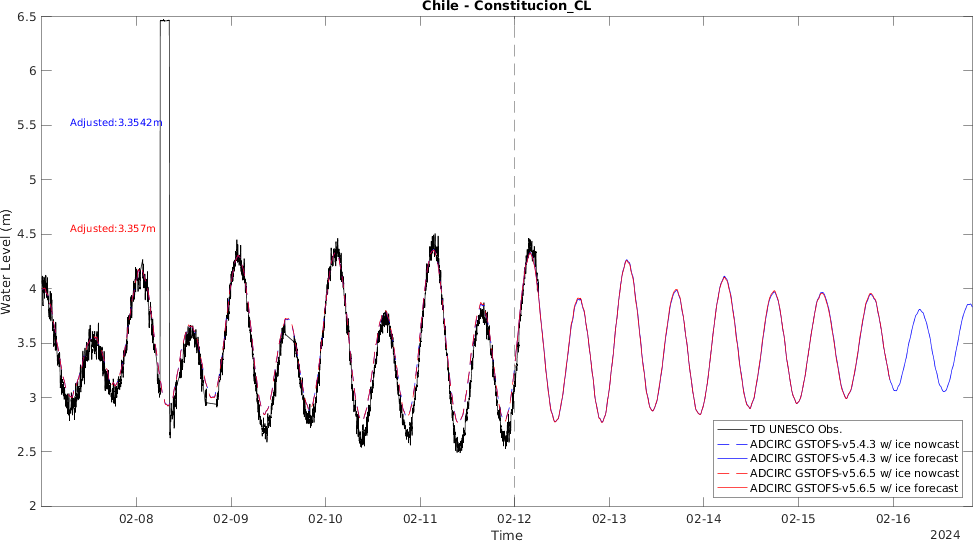 Chile - Constitucion_CL
6.5
6
5.5
5
4.5
4
3.5
3
2.5
2
Water Level (m)
Adjusted:3.3542m
Adjusted:3.357m
TD UNESCO Obs.
ADCIRC GSTOFS-v5.4.3 w/ ice nowcast
ADCIRC GSTOFS-v5.4.3 w/ ice forecast
ADCIRC GSTOFS-v5.6.5 w/ ice nowcast
ADCIRC GSTOFS-v5.6.5 w/ ice forecast
02-08 02-09 02-10 02-11 02-12 02-13 02-14 02-15 02-16
Time
2024